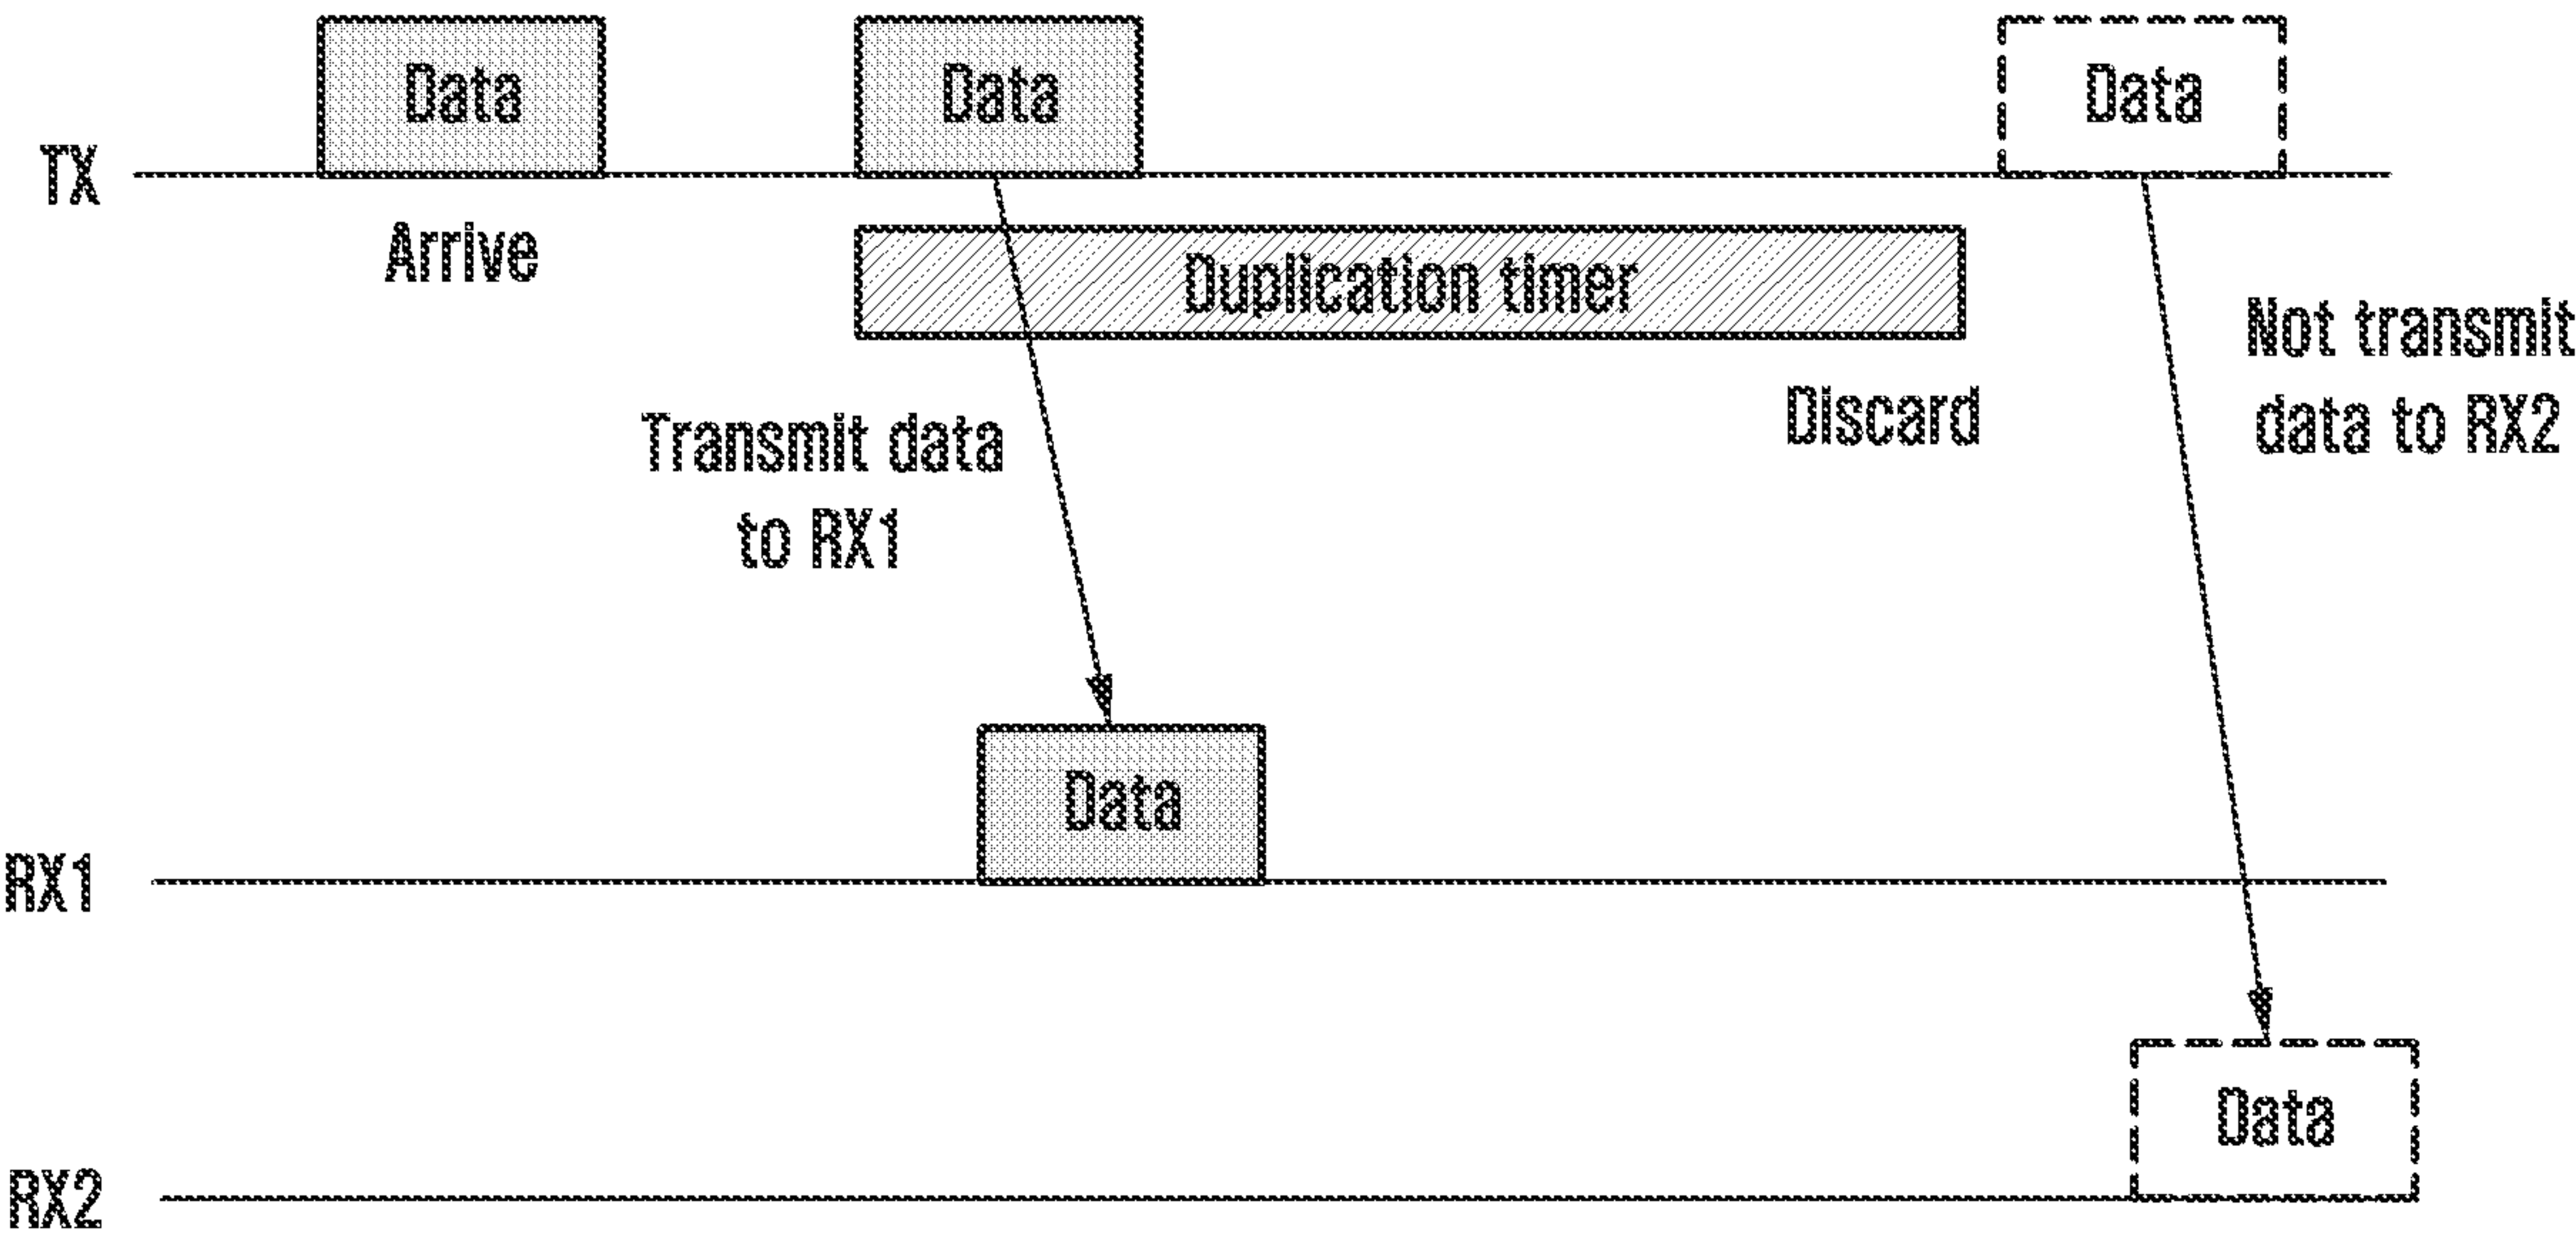 Data
Data
Data
TX
Arrive
Duplication timer
Not transmit
data to RX2
Discard
Transmit data
to RX1
Data
RX1
Data
RX2